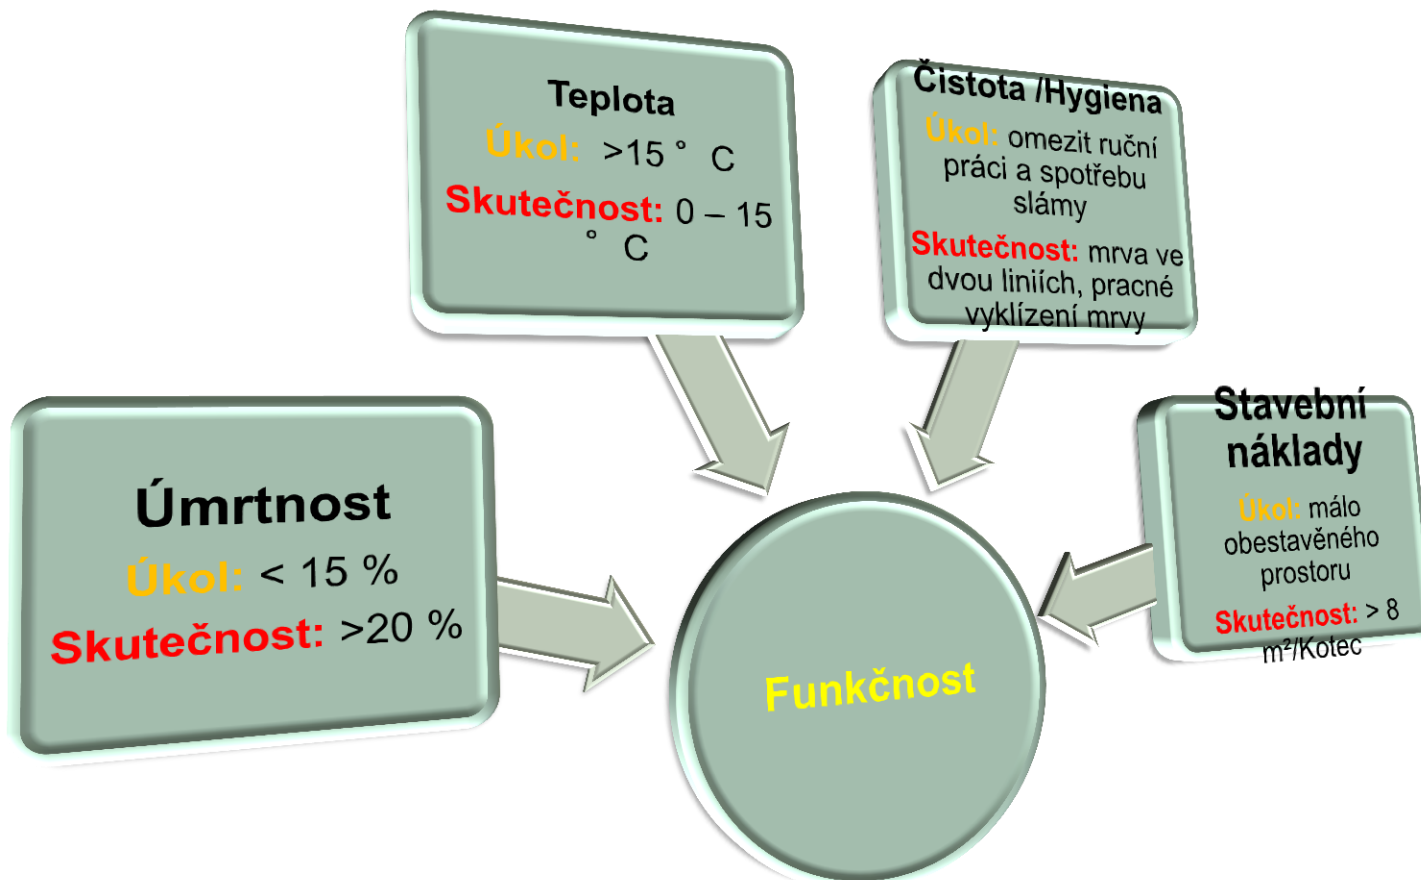 Teplota
Úkol: >15 ° C
Skutečnost: 0 – 15
° C
Čistota /Hygiena
Úkol: omezit ruční
práci a spotřebu
slámy
Skutečnost: mrva ve
dvou liniích, pracné
vyklízení mrvy
Úmrtnost
Úkol: < 15 %
Skutečnost: >20 %
Stavební
náklady
Úkol: málo
obestavěného
prostoru
Skutečnost: > 8
m²/Kotec
Funkčnost